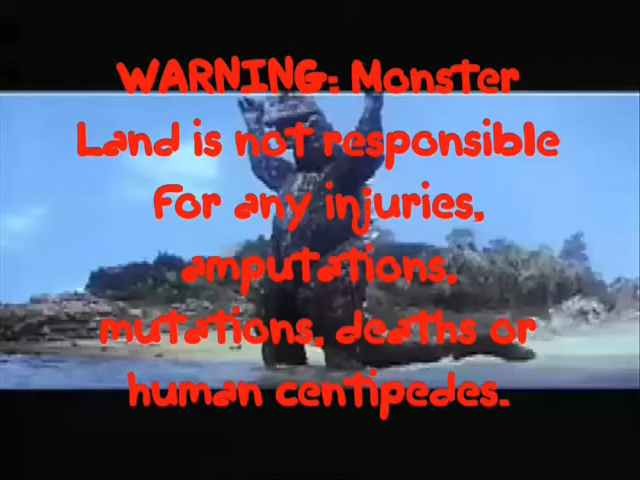 WARNING: Monster
Land is not responsible
For any injuries,
amputations,
mutations, deaths or
human centipedes.